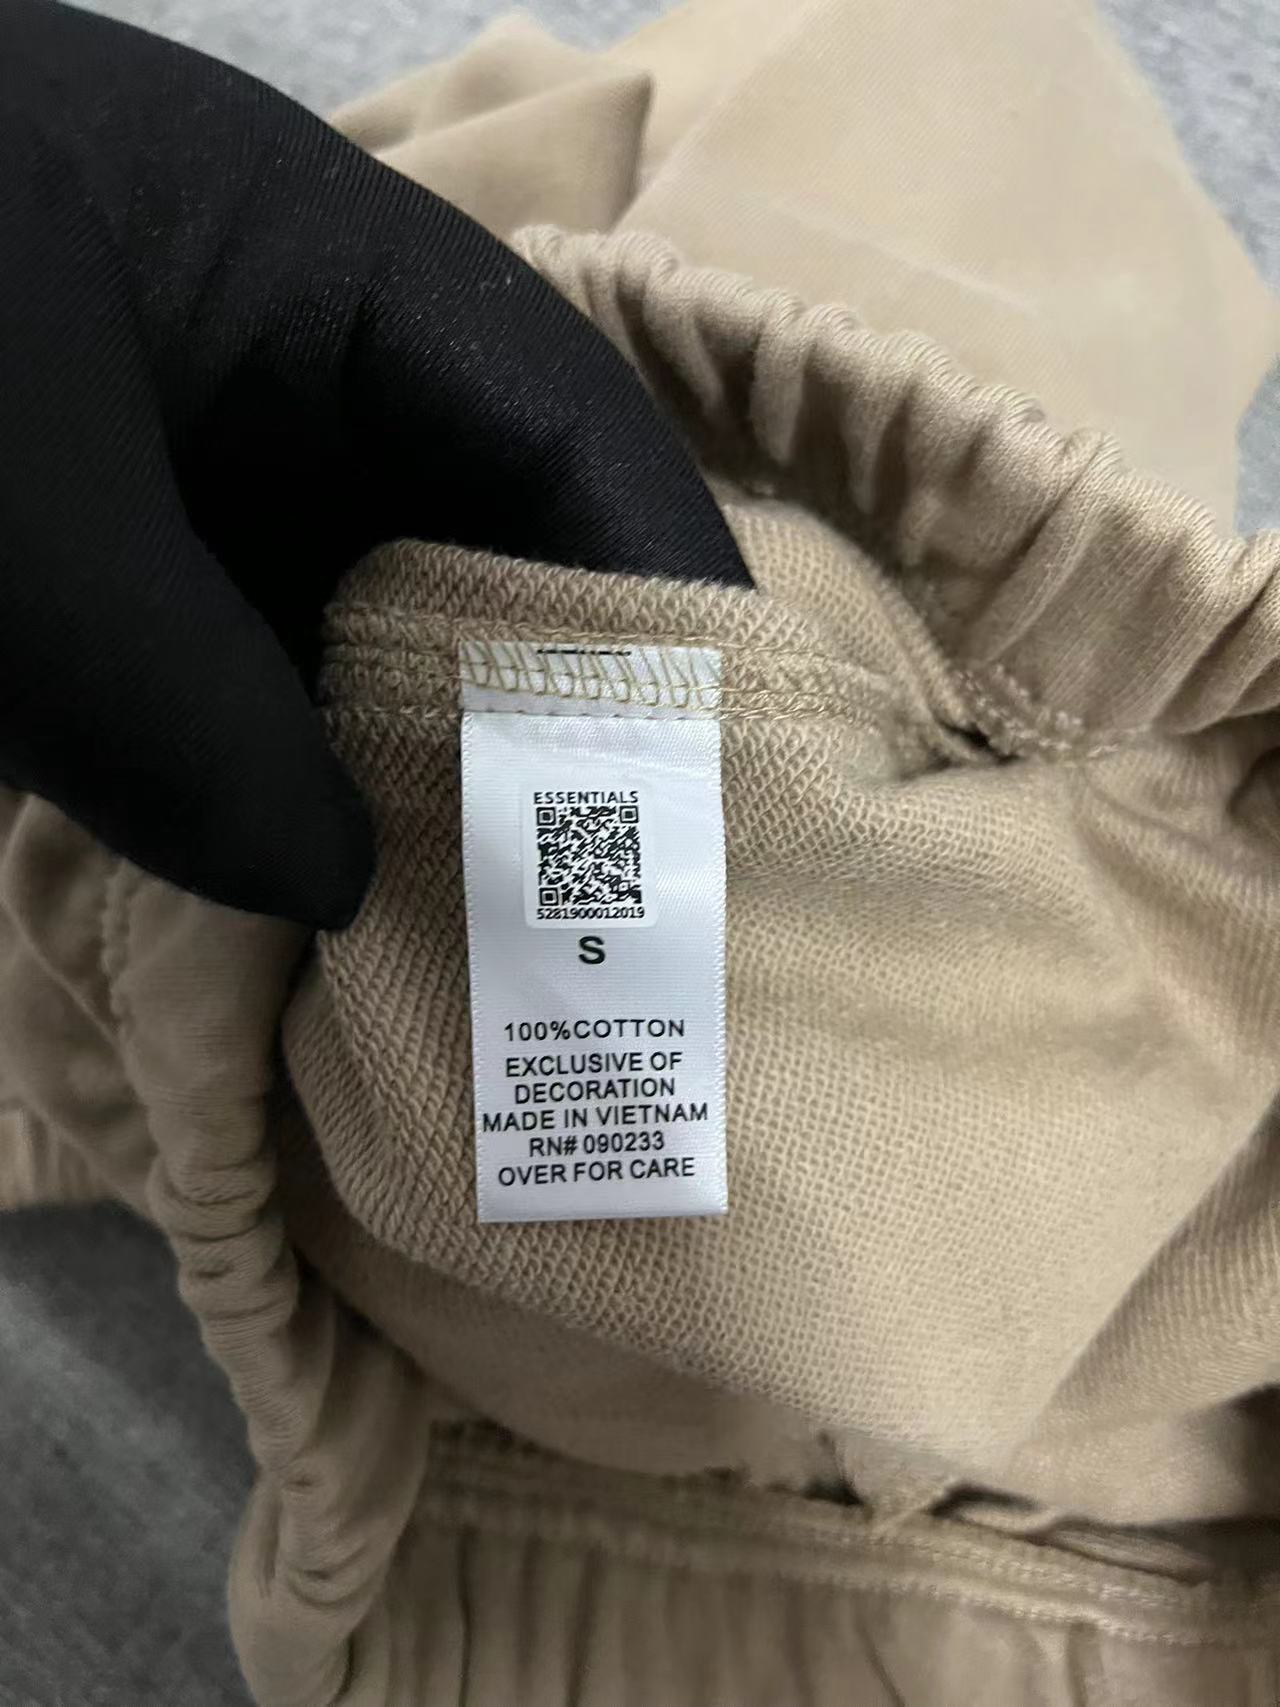 ESSENTIALS
5281900012019
S
100%COTTON
EXCLUSIVE OF
DECORATION
MADE IN VIETNAM
RN# 090233
OVER FOR CARE